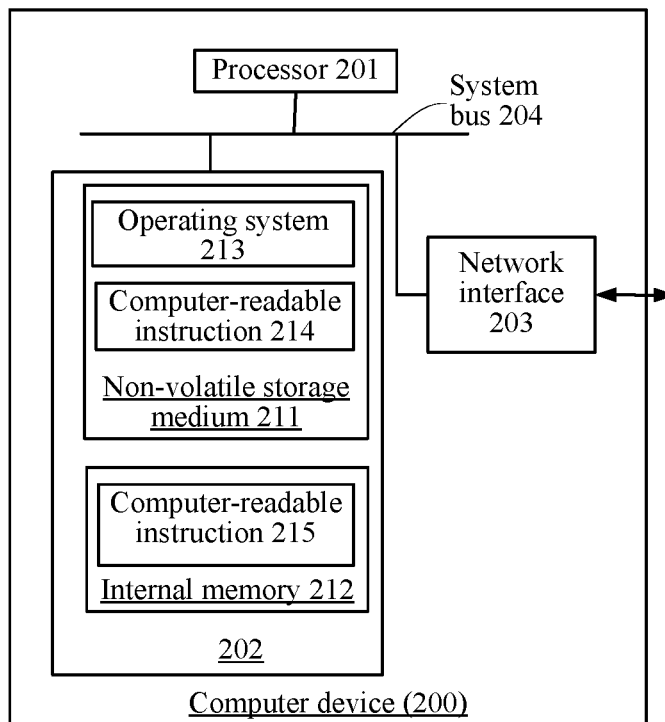 Processor 201
System
bus 204
Operating system
213
Computer-readable
instruction 214
Non-volatile storage
medium 211
Network
interface
203
Computer-readable
instruction 215
Internal memory 212
202
Computer device (200)